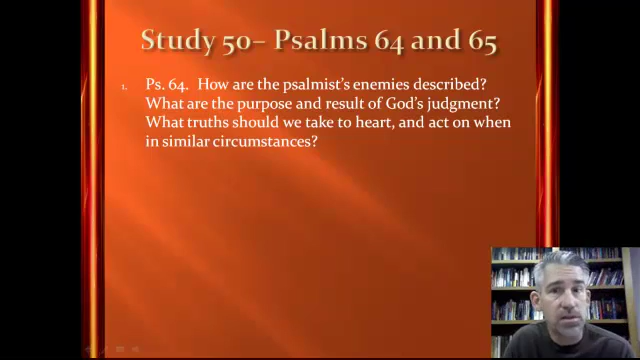 Study 50– Psalms 64 and 65
1. Ps. 64. How are the psalmist's enemies described?
What are the purpose and result of God's judgment?
What truths should we take to heart, and act on when
in similar circumstances?